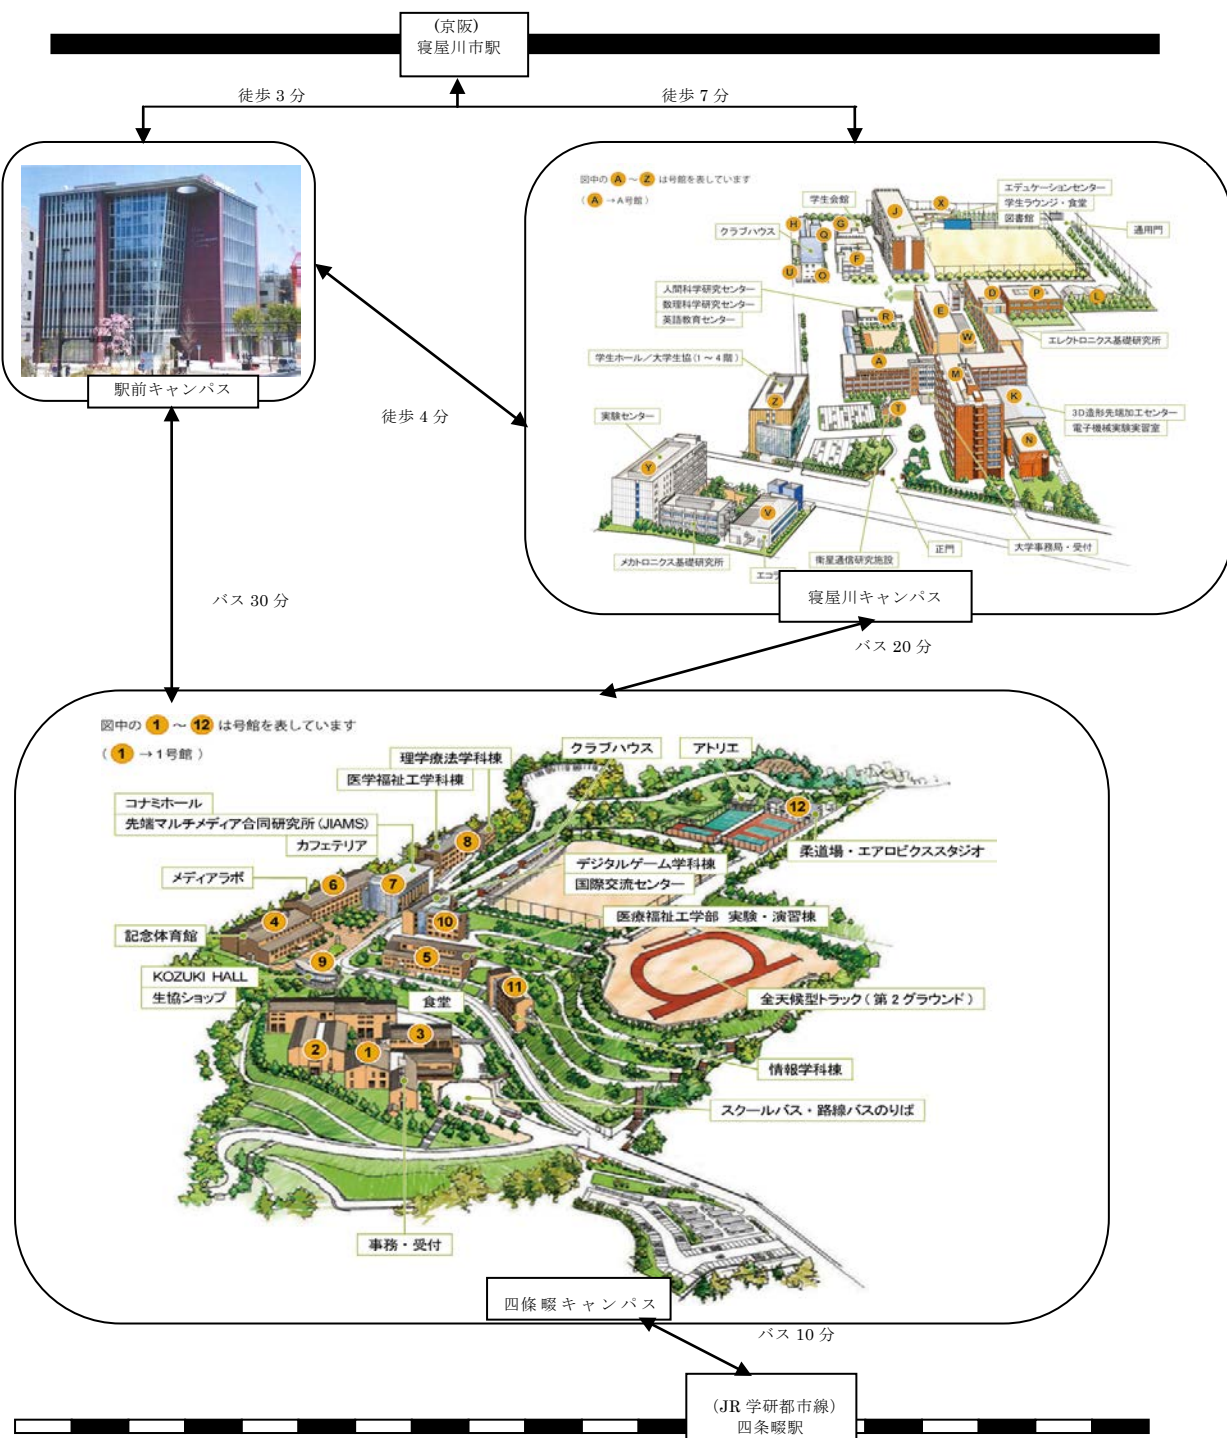 (京阪)
寝屋川市駅
徒歩 3 分
徒歩 7 分
駅前キャンパス
徒歩 4 分
図中の A ～ Z は号館を表しています
( A →A号館 )
学生会館
クラブハウス
エデュケーションセンター
学生ラウンジ・食堂
図書館
通用門
J
X
H
G
Q
F
U
O
人間科学研究センター
数理科学研究センター
英語教育センター
R
E
D
P
L
W
エレクトロニクス基礎研究所
学生ホール／大学生協(1～4階)
A
M
Z
T
K
3D造形先端加工センター
電子機械実験実習室
実験センター
N
Y
V
メカトロニクス基礎研究所
エコ
衛星通信研究施設
正門
大学事務局・受付
寝屋川キャンパス
バス 30 分
バス 20 分
図中の 1 ～ 12 は号館を表しています
( 1 →1号館 )
クラブハウス
アトリエ
理学療法学科棟
医学福祉工学科棟
コナミホール
先端マルチメディア合同研究所(JIAMS)
カフェテリア
12
8
柔道場・エアロビクススタジオ
デジタルゲーム学科棟
国際交流センター
メディアラボ
6
7
医療福祉工学部 実験・演習棟
4
10
記念体育館
9
5
KOZUKI HALL
生協ショップ
食堂
11
全天候型トラック(第2グラウンド)
3
2
1
情報学科棟
スクールバス・路線バスのりば
事務・受付
四條畷キャンパス
バス 10 分
(JR 学研都市線)
四条畷駅